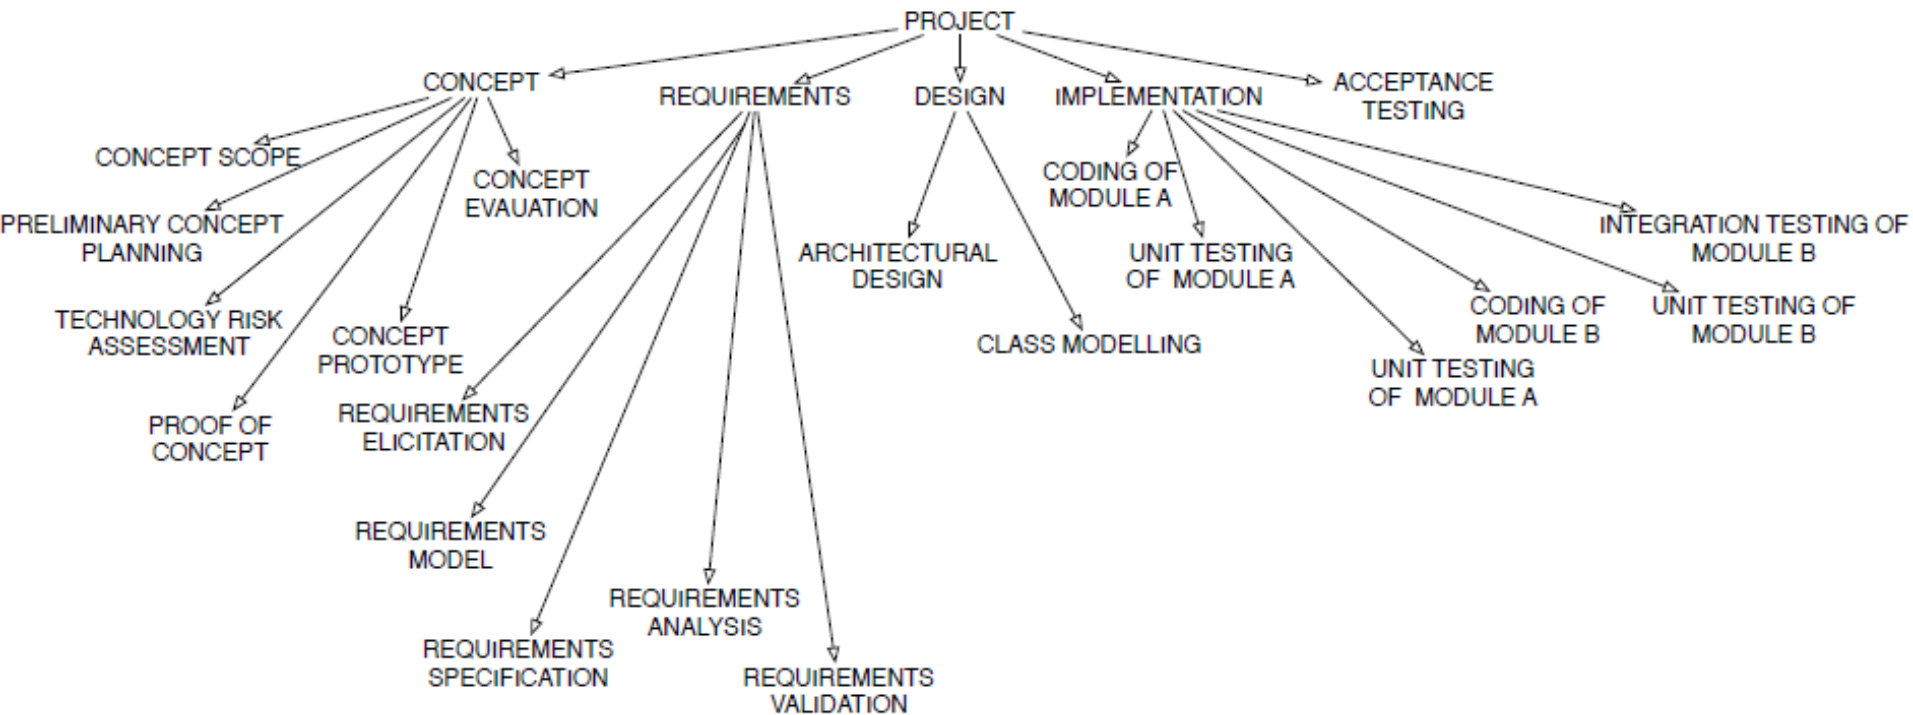 PROJECT
CONCEPT
REQUIREMENTS
DESIGN
IMPLEMENTATION
ACCEPTANCE
TESTING
CONCEPT SCOPE
PRELIMINARY CONCEPT
PLANNING
TECHNOLOGY RISK
ASSESSMENT
PROOF OF
CONCEPT
CONCEPT
PROTOTYPE
CONCEPT
EVAUATION
REQUIREMENTS
ELICITATION
REQUIREMENTS
MODEL
REQUIREMENTS
SPECIFICATION
REQUIREMENTS
ANALYSIS
REQUIREMENTS
VALIDATION
ARCHITECTURAL
DESIGN
CLASS MODELLING
CODING OF
MODULE A
UNIT TESTING
OF MODULE A
UNIT TESTING
OF MODULE A
CODING OF
MODULE B
UNIT TESTING OF
MODULE B
INTEGRATION TESTING OF
MODULE B